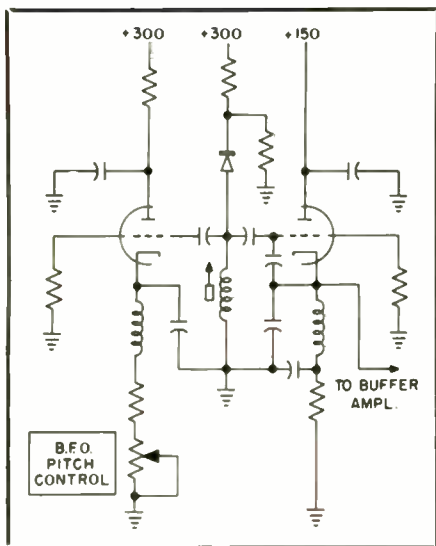 +300 +300 +150
TO BUFFER
AMPL.
B.F.O.
PITCH
CONTROL